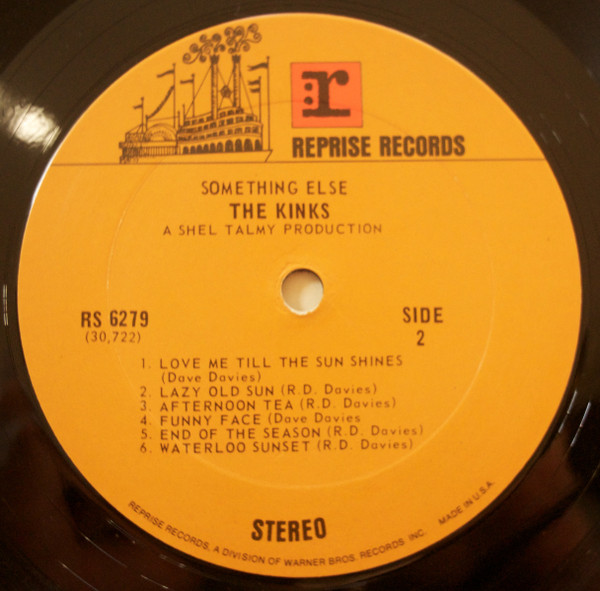 :r
REPRISE RECORDS
SOMETHING ELSE
THE KINKS
A SHEL TALMY PRODUCTION
RS 6279
(30,722)
SIDE
2
1. LOVE ME TILL THE SUN SHINES
(Dave Davies)
2. LAZY OLD SUN (R.D. Davies)
3. AFTERNOON TEA (R.D. Davies)
4. FUNNY FACE (Dave Davies
5. END OF THE SEASON (R.D. Davies)
6. WATERLOO SUNSET (R.D. Davies)
STEREO
REPRISE RECORDS, A DIVISION OF WARNER BROS. RECORDS INC. MADE IN U.S.A.